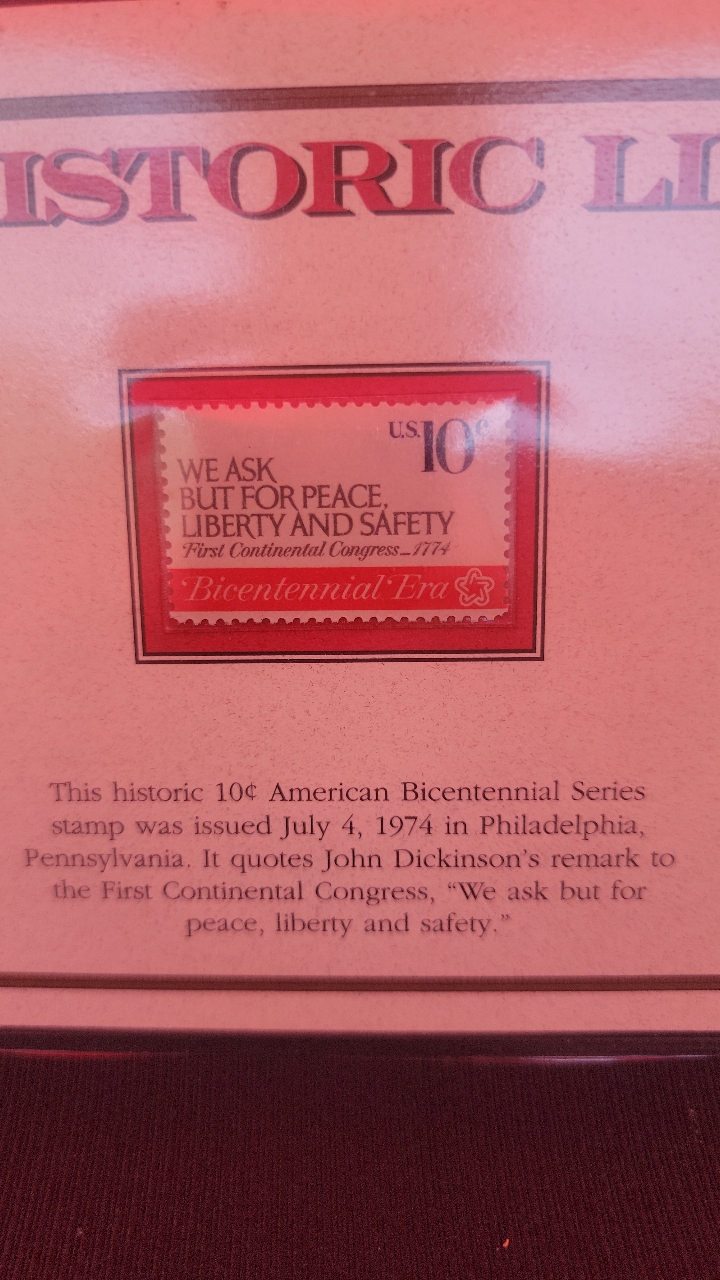 ISTORIC LI
U.S. 10¢
WE ASK
BUT FOR PEACE,
LIBERTY AND SAFETY
First Continental Congress—1774
Bicentennial Era
This historic 10¢ American Bicentennial Series
stamp was issued July 4, 1974 in Philadelphia,
Pennsylvania. It quotes John Dickinson's remark to
the First Continental Congress, "We ask but for
peace, liberty and safety."